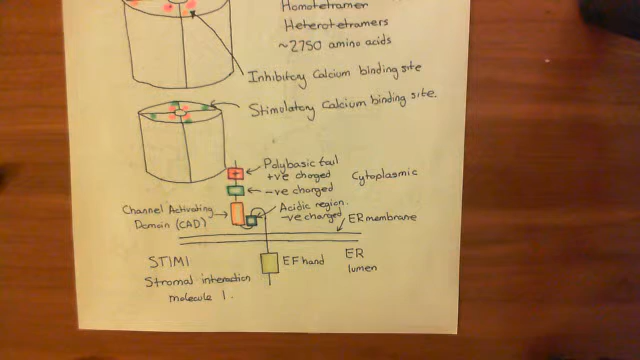 Homotetramer
Heterotetramers
~2750 amino acids
Inhibitory Calcium binding site
Stimulatory Calcium binding site.
Polybasic tail
+ve charged
Cytoplasmic
-ve charged
Channel Activating
Domain (CAD)
Acidic region.
-ve charged
ER membrane
STIM1
Stromal interaction
molecule 1.
EF hand
ER
lumen